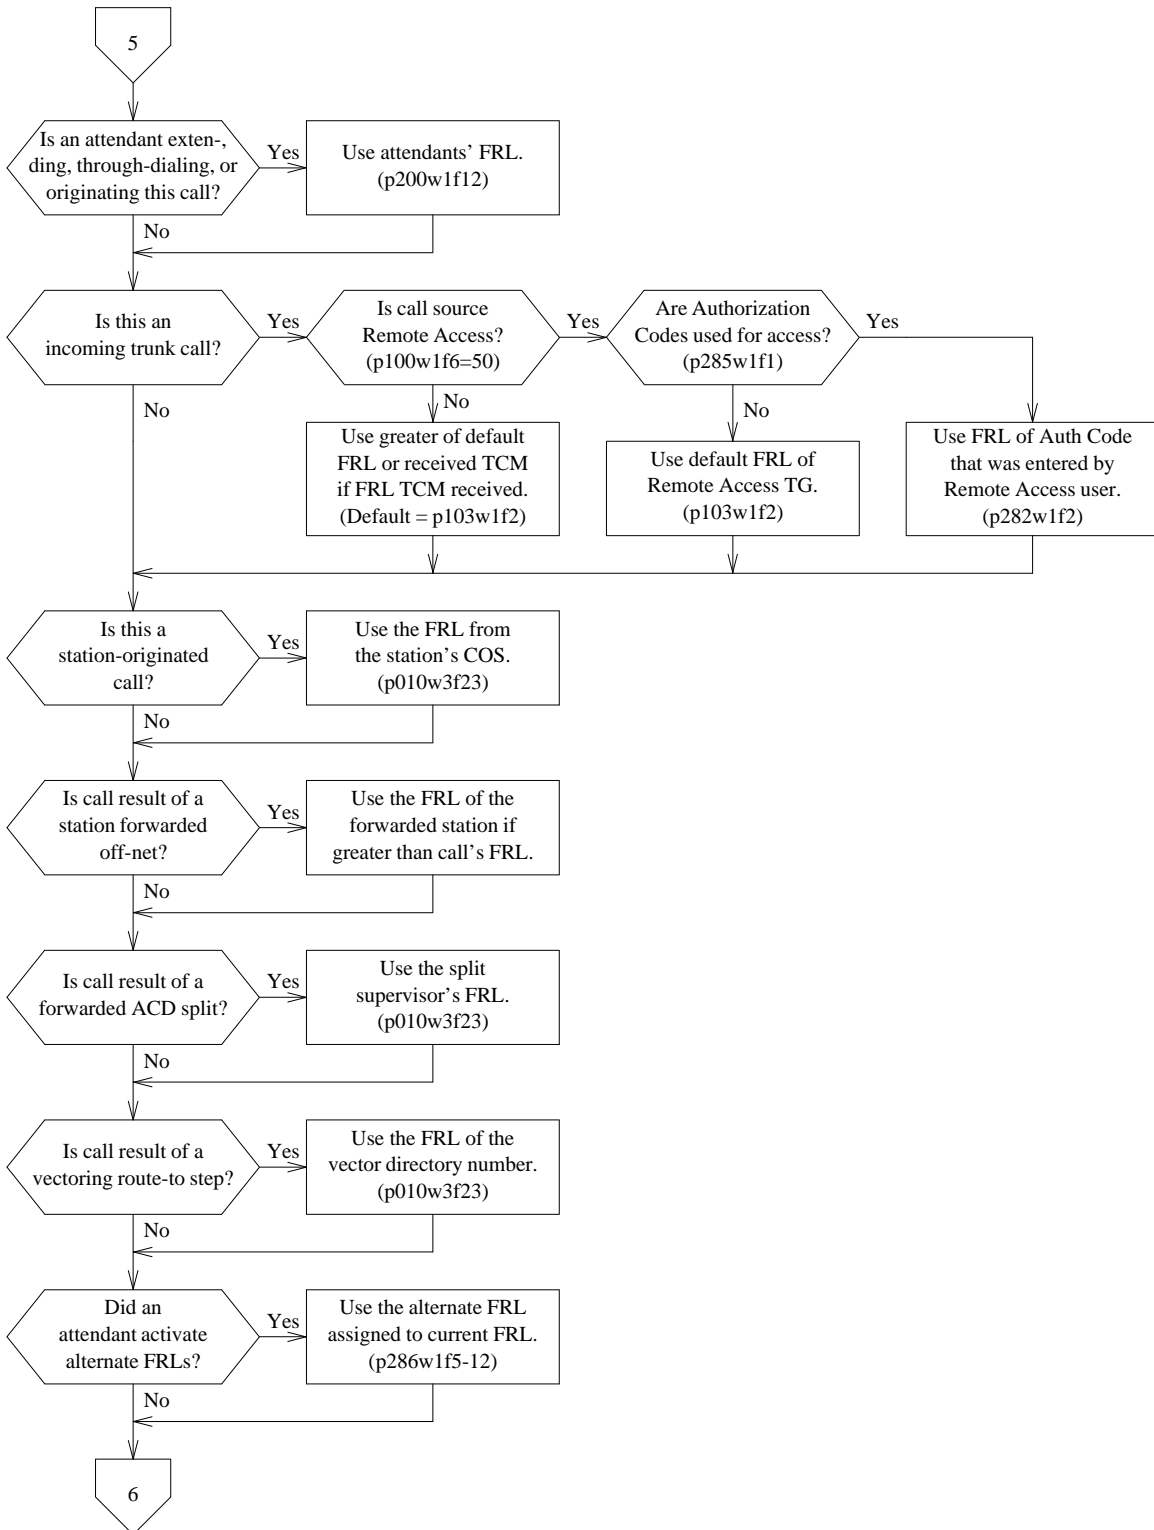 5
Is an attendant exten-,
ding, through-dialing, or
originating this call?
Yes
Use attendants’ FRL.
(p200w1f12)
No
Is this an
incoming trunk call?
Yes
Is call source
Remote Access?
(p100w1f6=50)
Yes
Are Authorization
Codes used for access?
(p285w1f1)
Yes
No
No
No
Use greater of default
FRL or received TCM
if FRL TCM received.
(Default = p103w1f2)
Use default FRL of
Remote Access TG.
(p103w1f2)
Use FRL of Auth Code
that was entered by
Remote Access user.
(p282w1f2)
Is this a
station-originated
call?
Yes
Use the FRL from
the station’s COS.
(p010w3f23)
No
Is call result of a
station forwarded
off-net?
Yes
Use the FRL of the
forwarded station if
greater than call’s FRL.
No
Is call result of a
forwarded ACD split?
Yes
Use the split
supervisor’s FRL.
(p010w3f23)
No
Is call result of a
vectoring route-to step?
Yes
Use the FRL of the
vector directory number.
(p010w3f23)
No
Did an
attendant activate
alternate FRLs?
Yes
Use the alternate FRL
assigned to current FRL.
(p286w1f5-12)
No
6